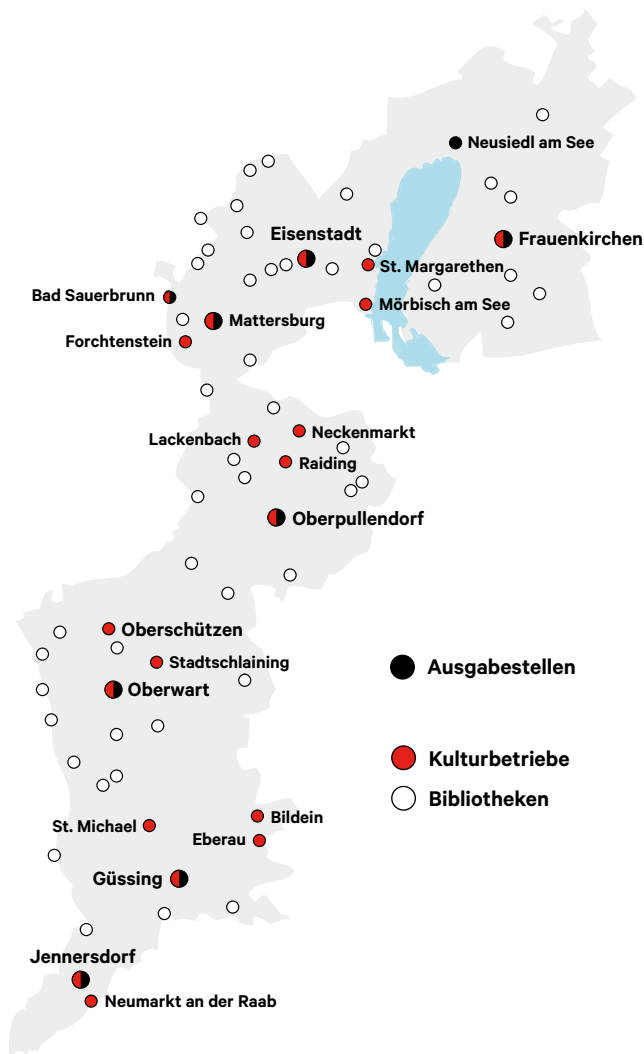 Neusiedl am See
Eisenstadt
Frauenkirchen
St. Margarethen
Bad Sauerbrunn
Mörbisch am See
Mattersburg
Forchtenstein
Neckenmarkt
Lackenbach
Raiding
Oberpullendorf
Oberschützen
Stadtschlaining
Ausgabestellen
Oberwart
Kulturbetriebe
Bibliotheken
Bildein
St. Michael
Eberau
Güssing
Jennersdorf
Neumarkt an der Raab